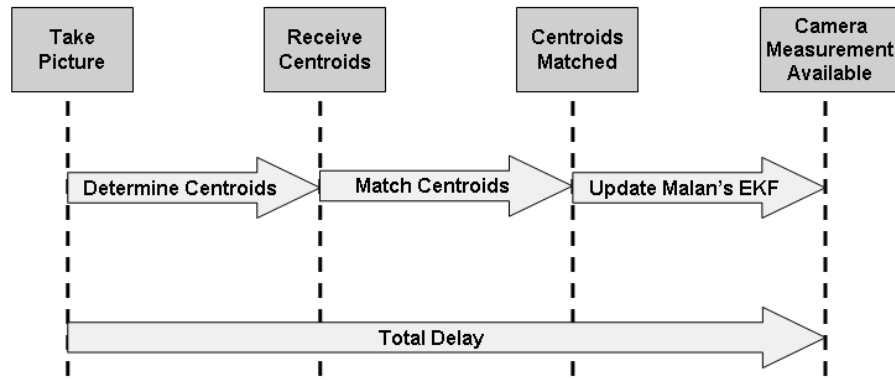 Take
Picture
Receive
Centroids
Centroids
Matched
Camera
Measurement
Available
Determine Centroids
Match Centroids
Update Malan's EKF
Total Delay